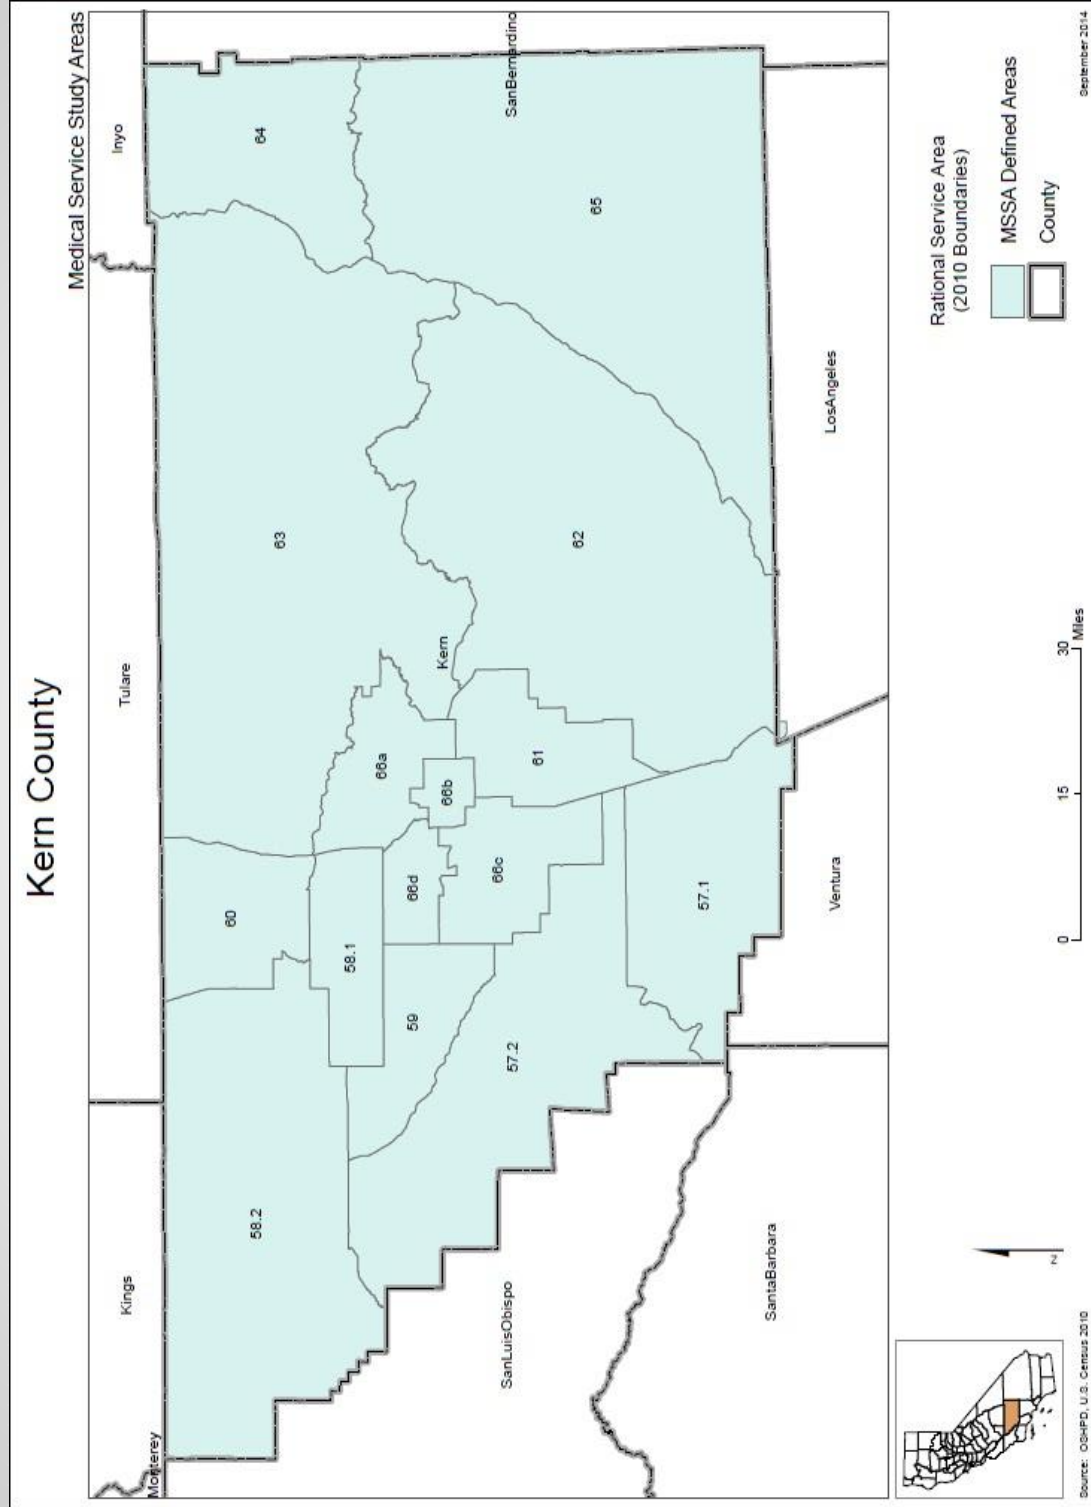 Kern County
Medical Service Study Areas
Monterey
Kings
Tulare
Inyo
58.2
60
63
64
58.1
66a
59
66d
66b
Kern
57.2
66c
61
62
65
57.1
SanLuisObispo
SanBernardino
SantaBarbara
Ventura
LosAngeles
Rational Service Area
(2010 Boundaries)
MSSA Defined Areas
County
N
0 15 30
Miles
Source: OSHPD, U.S. Census 2010
September 2014